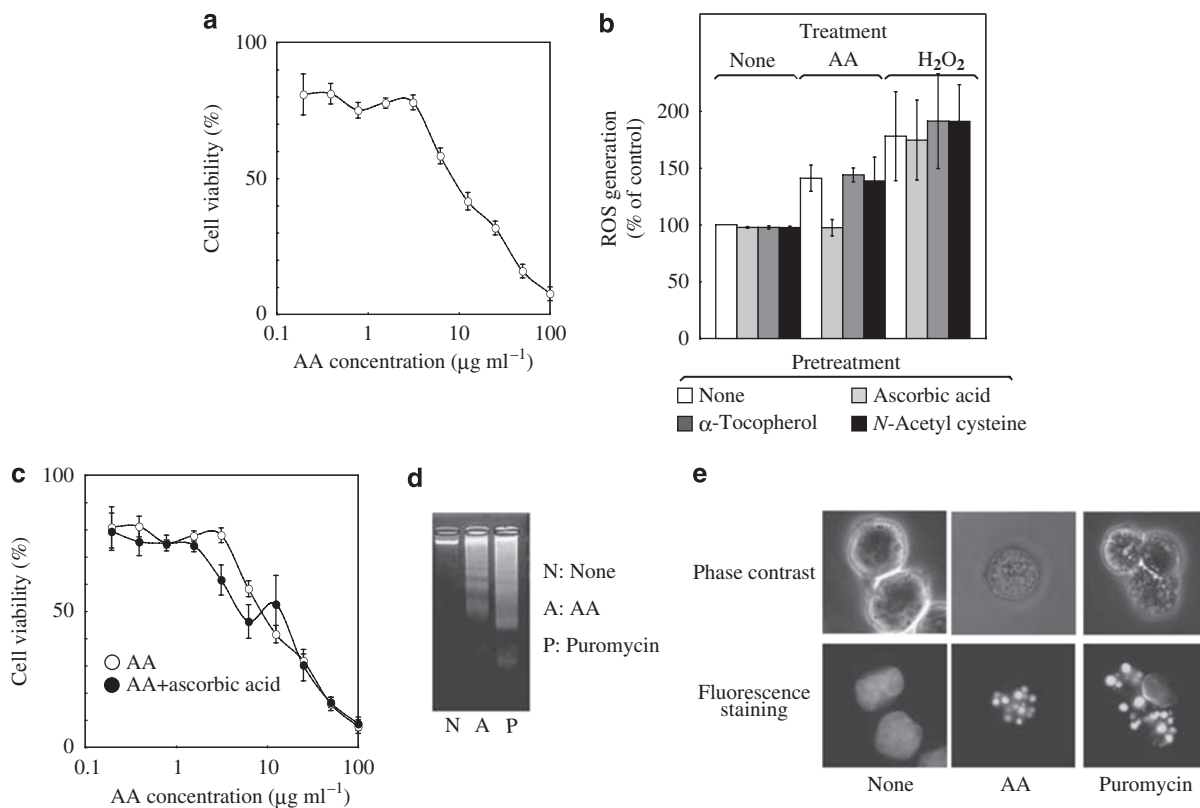 a
100
50
0
Cell viability (%)
0.1 1 10 100
AA concentration (µg ml⁻¹)
b
Treatment
None AA H₂O₂
200
150
100
50
0
ROS generation
(% of control)
Pretreatment
None Ascorbic acid
α-Tocopherol N-Acetyl cysteine
c
100
50
0
Cell viability (%)
AA
AA+ascorbic acid
0.1 1 10 100
AA concentration (µg ml⁻¹)
d
N: None
A: AA
P: Puromycin
N A P
e
Phase contrast
Fluorescence
staining
None AA Puromycin